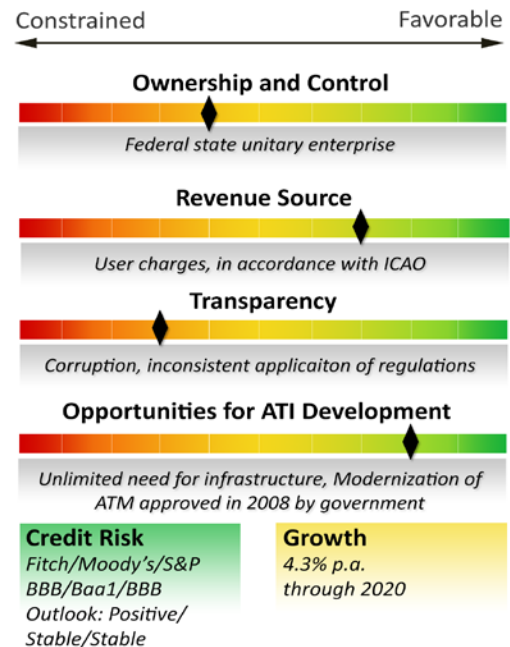 Constrained Favorable
Ownership and Control
Federal state unitary enterprise
Revenue Source
User charges, in accordance with ICAO
Transparency
Corruption, inconsistent applicaiton of regulations
Opportunities for ATI Development
Unlimited need for infrastructure, Modernization of
ATM approved in 2008 by government
Credit Risk
Fitch/Moody's/S&P
BBB/Baa1/BBB
Outlook: Positive/
Stable/Stable
Growth
4.3% p.a.
through 2020